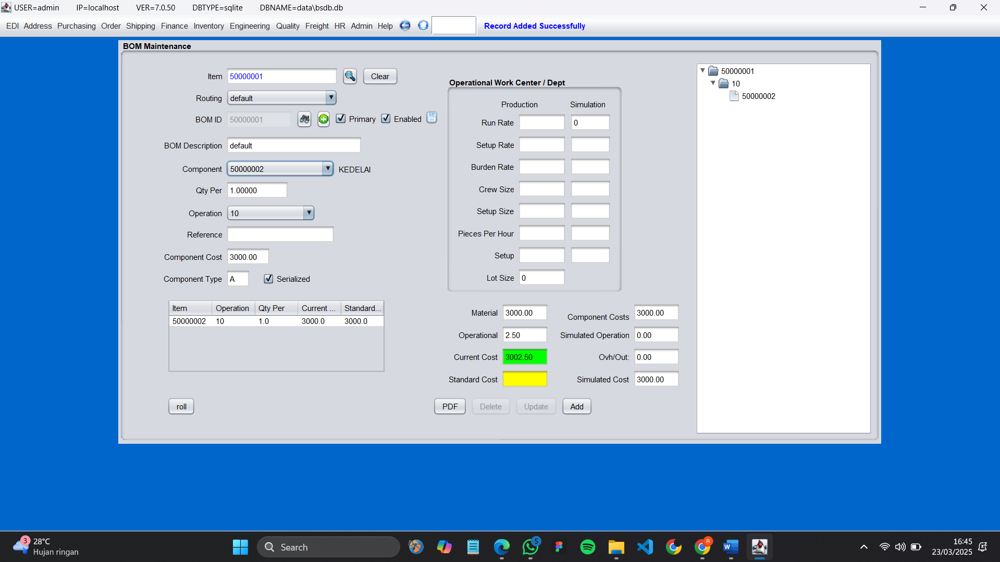 USER=admin IP=localhost VER=7.0.50 DBTYPE=sqlite DBNAME=data\bsdb.db
EDI Address Purchasing Order Shipping Finance Inventory Engineering Quality Freight HR Admin Help Record Added Successfully
BOM Maintenance
Item 50000001 Clear
Routing default
BOM ID 50000001 Primary Enabled
BOM Description default
Component 50000002 KEDELAI
Qty Per 1.00000
Operation 10
Reference
Component Cost 3000.00
Component Type A Serialized
Item Operation Qty Per Current ... Standard...
50000002 10 1.0 3000.0 3000.0
roll
Operational Work Center / Dept
Production Simulation
Run Rate 0
Setup Rate
Burden Rate
Crew Size
Setup Size
Pieces Per Hour
Setup
Lot Size 0
Material 3000.00 Component Costs 3000.00
Operational 2.50 Simulated Operation 0.00
Current Cost 3002.50 Ovh/Out: 0.00
Standard Cost Simulated Cost 3000.00
PDF Delete Update Add
50000001
10
50000002
3
28°C
Hujan ringan
Search
5
R
16:45
23/03/2025